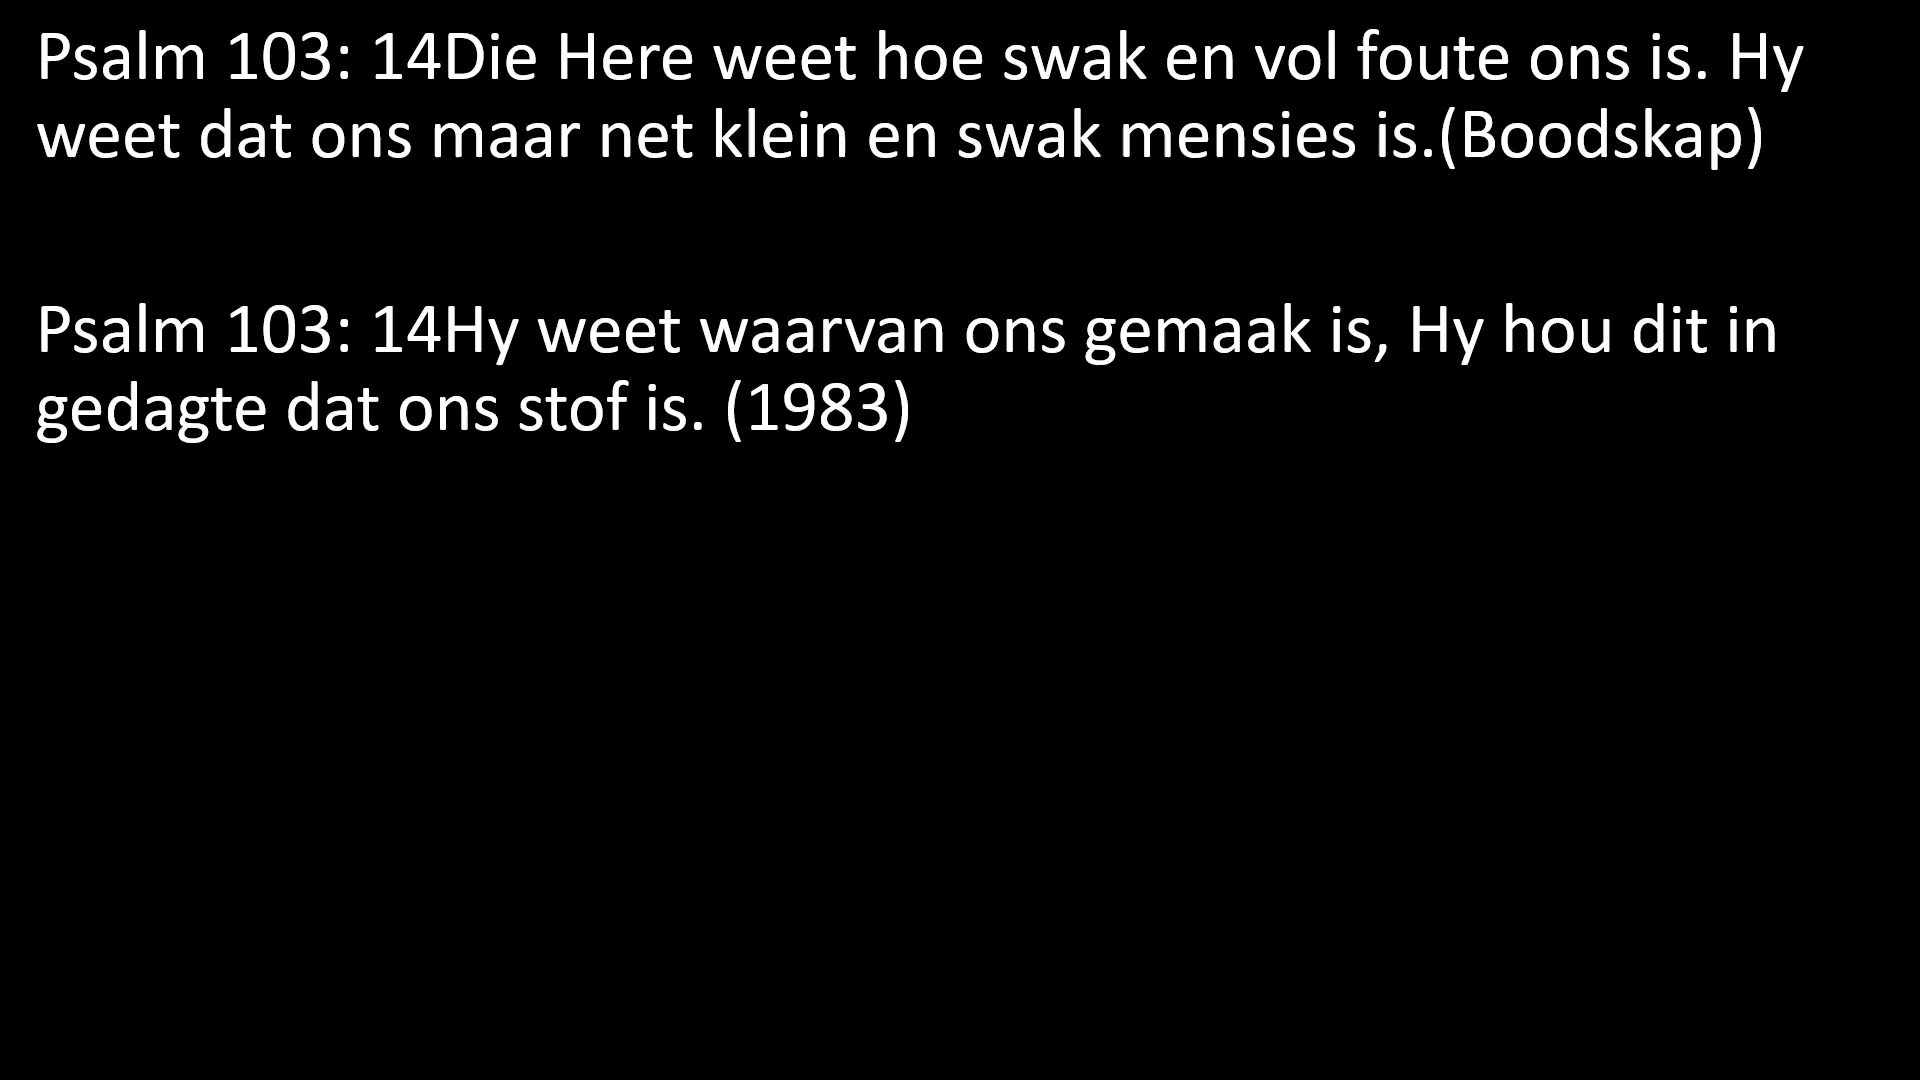 Psalm 103: 14Die Here weet hoe swak en vol foute ons is. Hy
weet dat ons maar net klein en swak mensies is.(Boodskap)
Psalm 103: 14Hy weet waarvan ons gemaak is, Hy hou dit in
gedagte dat ons stof is. (1983)